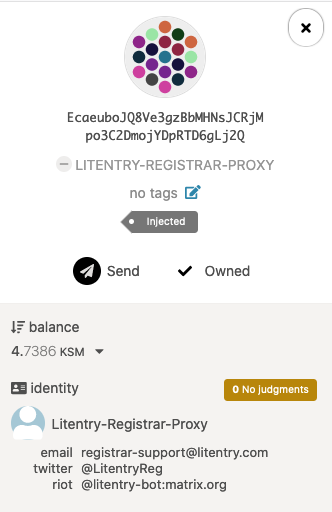 EcaeuboJQ8Ve3gzBbMHNsJCRjM
po3C2DmojYDpRTD6gLj2Q
LITENTRY-REGISTRAR-PROXY
no tags
Injected
Send
Owned
balance
4.7386 KSM
identity
0 No judgments
Litentry-Registrar-Proxy
email registrar-support@litentry.com
twitter @LitentryReg
riot @litentry-bot:matrix.org